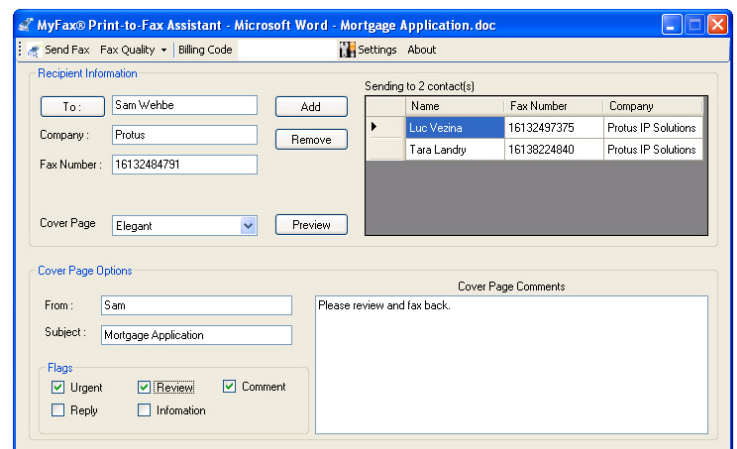 MyFax® Print-to-Fax Assistant - Microsoft Word - Mortgage Application.doc
Send Fax Fax Quality Billing Code Settings About
Recipient Information
Sending to 2 contact(s)
To : Sam Wehbe Add
Name Fax Number Company
Company : Protus Remove
Luc Vezina 16132497375 Protus IP Solutions
Tara Landry 16138224840 Protus IP Solutions
Fax Number : 16132484791
Cover Page Elegant Preview
Cover Page Options
Cover Page Comments
From : Sam
Please review and fax back.
Subject : Mortgage Application
Flags
Urgent Review Comment
Reply Infomation